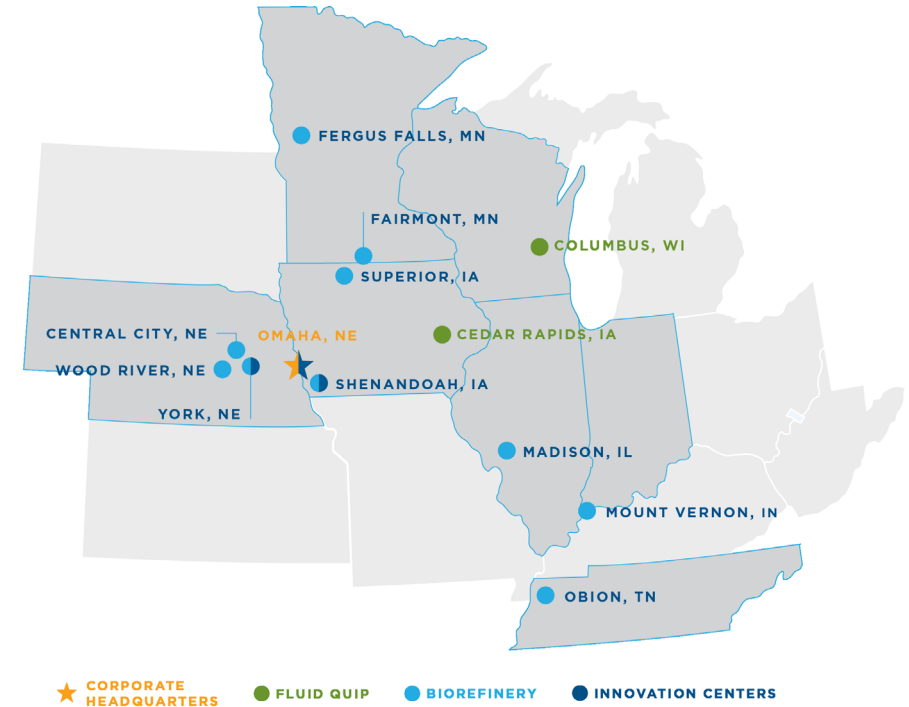 FERGUS FALLS, MN
FAIRMONT, MN
COLUMBUS, WI
SUPERIOR, IA
CENTRAL CITY, NE
OMAHA, NE
CEDAR RAPIDS, IA
WOOD RIVER, NE
SHENANDOAH, IA
YORK, NE
MADISON, IL
MOUNT VERNON, IN
OBION, TN
CORPORATE
HEADQUARTERS
FLUID QUIP
BIOREFINERY
INNOVATION CENTERS